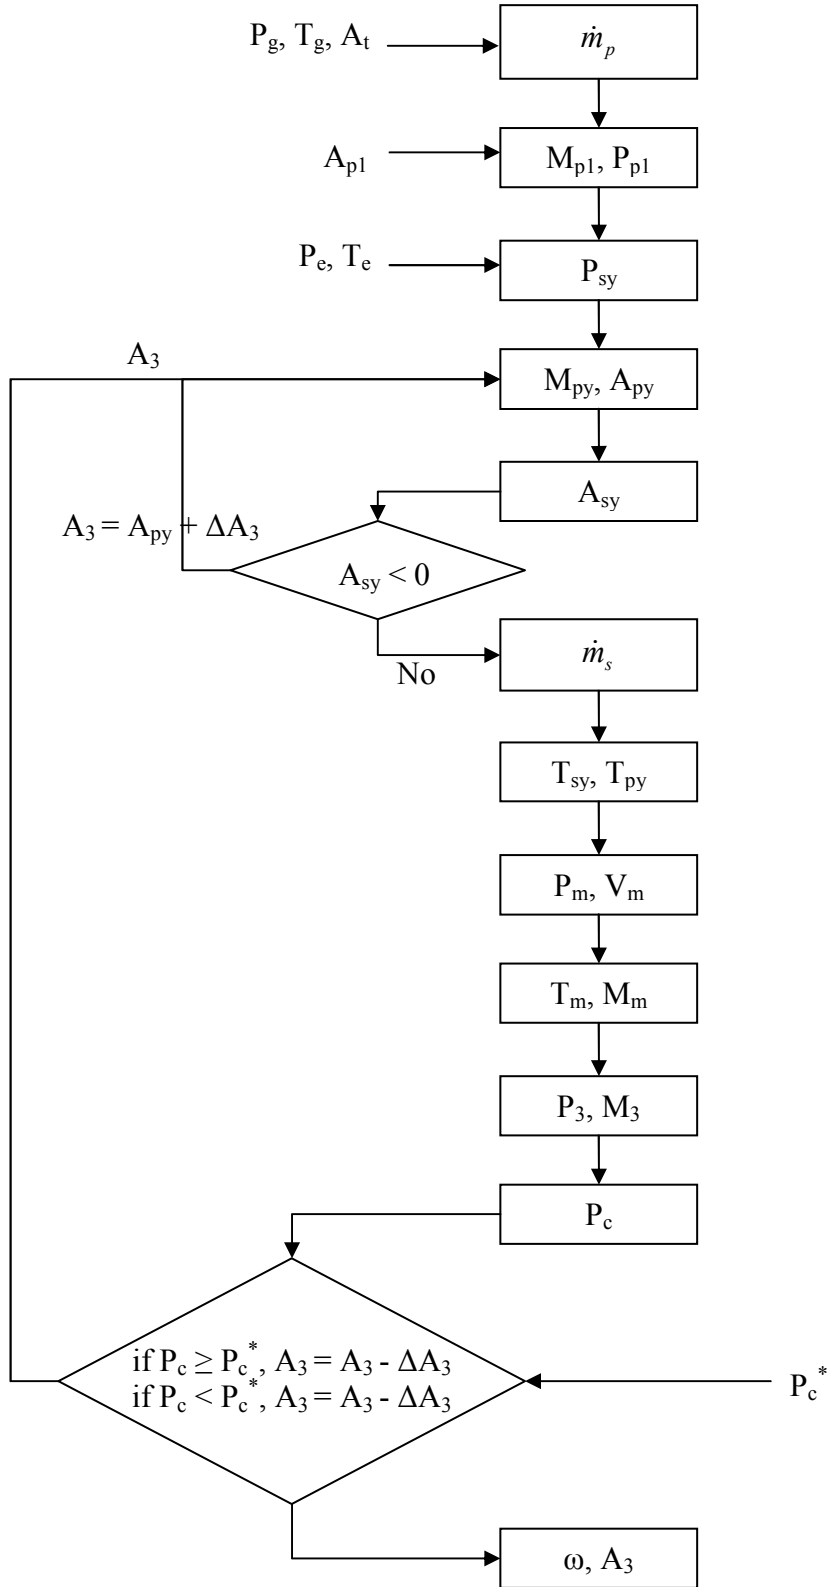 P_g, T_g, A_t
ṁ_p
A_p1
M_p1, P_p1
P_e, T_e
P_sy
A_3
M_py, A_py
A_sy
A_3 = A_py + ΔA_3
A_sy < 0
No
ṁ_s
T_sy, T_py
P_m, V_m
T_m, M_m
P_3, M_3
P_c
if P_c ≥ P_c^*, A_3 = A_3 - ΔA_3
if P_c < P_c^*, A_3 = A_3 - ΔA_3
P_c^*
ω, A_3